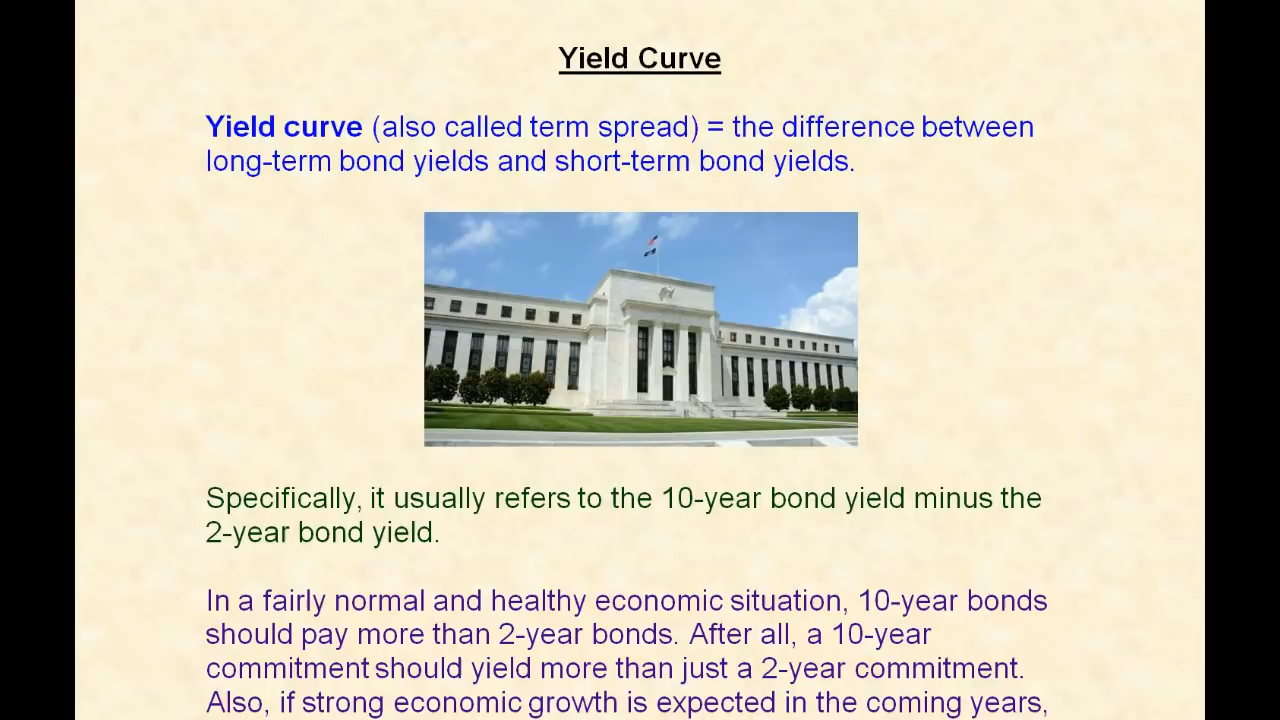 Yield Curve
Yield curve (also called term spread) = the difference between
long-term bond yields and short-term bond yields.
Specifically, it usually refers to the 10-year bond yield minus the
2-year bond yield.
In a fairly normal and healthy economic situation, 10-year bonds
should pay more than 2-year bonds. After all, a 10-year
commitment should yield more than just a 2-year commitment.
Also, if strong economic growth is expected in the coming years,